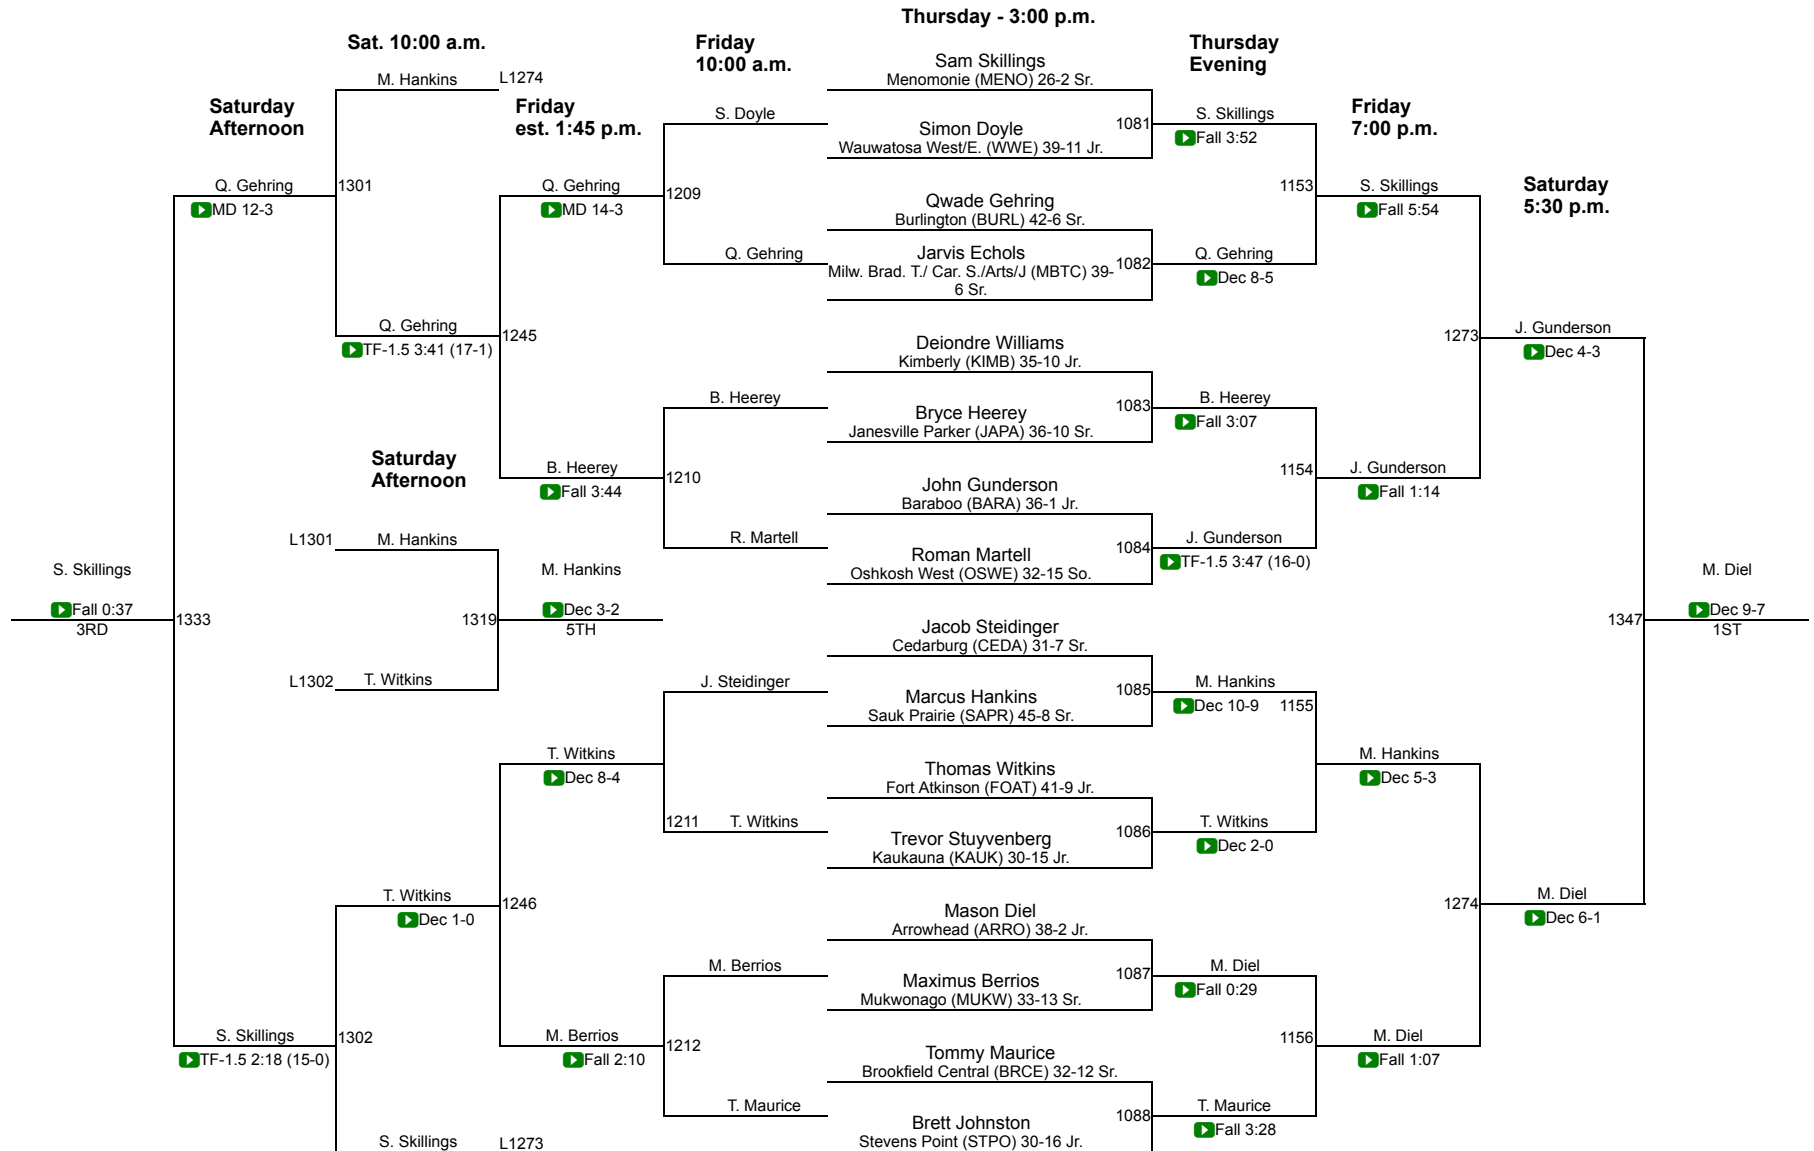 Thursday - 3:00 p.m.
Sat. 10:00 a.m.
Friday
10:00 a.m.
Thursday
Evening
Sam Skillings
Menomonie (MENO) 26-2 Sr.
M. Hankins
L1274
Saturday
Afternoon
Friday
est. 1:45 p.m.
Friday
7:00 p.m.
S. Doyle
Simon Doyle
Wauwatosa West/E. (WWE) 39-11 Jr.
1081
S. Skillings
Fall 3:52
Q. Gehring
MD 12-3
1301
Q. Gehring
MD 14-3
1209
Qwade Gehring
Burlington (BURL) 42-6 Sr.
1153
S. Skillings
Fall 5:54
Saturday
5:30 p.m.
Q. Gehring
Jarvis Echols
Milw. Brad. T./ Car. S./Arts/J (MBTC) 39-
6 Sr.
1082
Q. Gehring
Dec 8-5
Q. Gehring
TF-1.5 3:41 (17-1)
1245
Deiondre Williams
Kimberly (KIMB) 35-10 Jr.
1273
J. Gunderson
Dec 4-3
B. Heerey
Bryce Heerey
Janesville Parker (JAPA) 36-10 Sr.
1083
B. Heerey
Fall 3:07
Saturday
Afternoon
B. Heerey
Fall 3:44
1210
John Gunderson
Baraboo (BARA) 36-1 Jr.
1154
J. Gunderson
Fall 1:14
L1301
M. Hankins
R. Martell
Roman Martell
Oshkosh West (OSWE) 32-15 So.
1084
J. Gunderson
TF-1.5 3:47 (16-0)
S. Skillings
Fall 0:37
3RD
1333
1319
M. Hankins
Dec 3-2
5TH
Jacob Steidinger
Cedarburg (CEDA) 31-7 Sr.
1347
M. Diel
Dec 9-7
1ST
L1302
T. Witkins
J. Steidinger
Marcus Hankins
Sauk Prairie (SAPR) 45-8 Sr.
1085
M. Hankins
Dec 10-9
1155
T. Witkins
Dec 8-4
Thomas Witkins
Fort Atkinson (FOAT) 41-9 Jr.
M. Hankins
Dec 5-3
1211
T. Witkins
Trevor Stuyvenberg
Kaukauna (KAUK) 30-15 Jr.
1086
T. Witkins
Dec 2-0
T. Witkins
Dec 1-0
1246
Mason Diel
Arrowhead (ARRO) 38-2 Jr.
1274
M. Diel
Dec 6-1
M. Berrios
Maximus Berrios
Mukwonago (MUKW) 33-13 Sr.
1087
M. Diel
Fall 0:29
S. Skillings
TF-1.5 2:18 (15-0)
1302
M. Berrios
Fall 2:10
1212
Tommy Maurice
Brookfield Central (BRCE) 32-12 Sr.
1156
M. Diel
Fall 1:07
T. Maurice
Brett Johnston
Stevens Point (STPO) 30-16 Jr.
1088
T. Maurice
Fall 3:28
S. Skillings
L1273